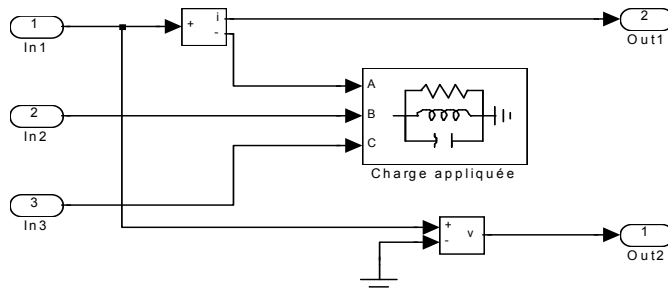 1
In1
+
i
-
2
Out1
A
B
C
2
In2
Charge appliquée
3
In3
+
-
v
1
Out2